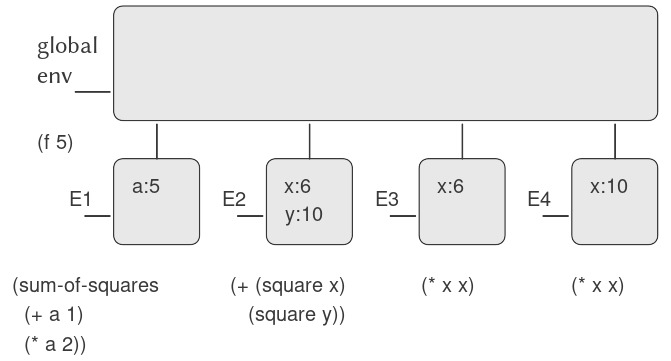 global
env
(f 5)
E1
a:5
E2
x:6
y:10
E3
x:6
E4
x:10
(sum-of-squares
(+ a 1)
(* a 2))
(+ (square x)
(square y))
(* x x)
(* x x)